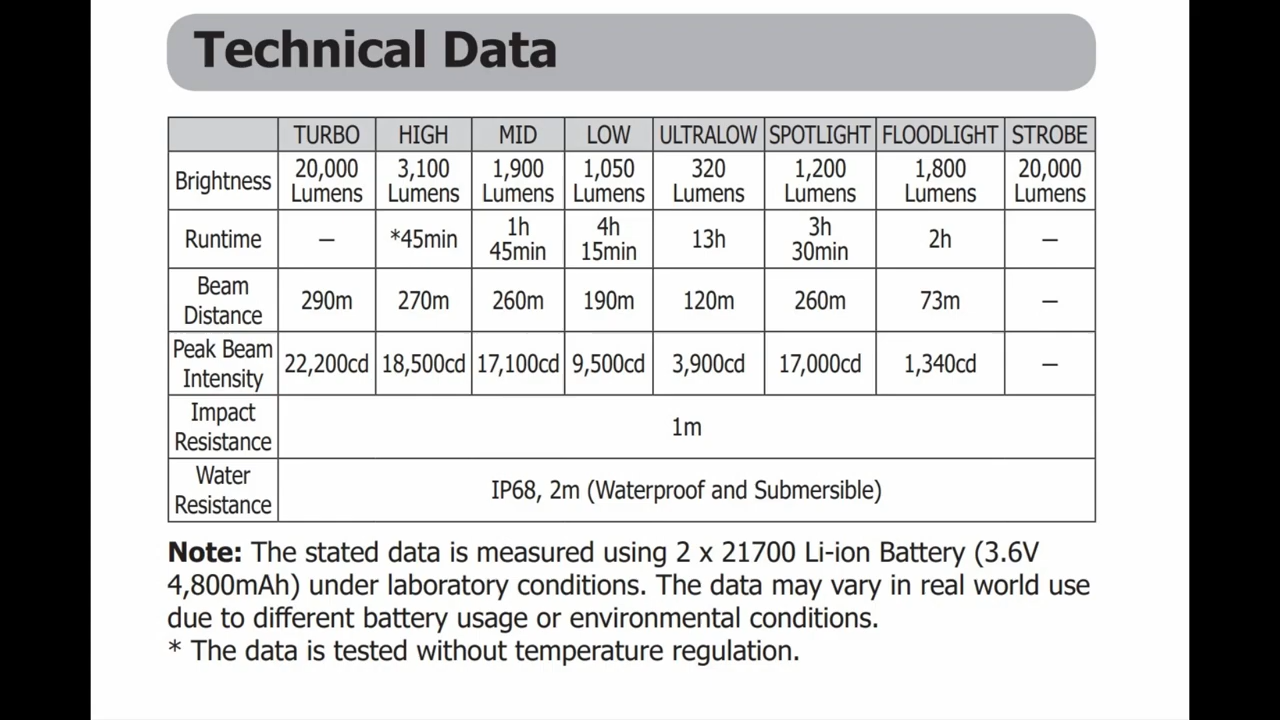 Technical Data
TURBO HIGH MID LOW ULTRALOW SPOTLIGHT FLOODLIGHT STROBE
Brightness 20,000 Lumens 3,100 Lumens 1,900 Lumens 1,050 Lumens 320 Lumens 1,200 Lumens 1,800 Lumens 20,000 Lumens
Runtime — *45min 1h 45min 4h 15min 13h 3h 30min 2h —
Beam Distance 290m 270m 260m 190m 120m 260m 73m —
Peak Beam Intensity 22,200cd 18,500cd 17,100cd 9,500cd 3,900cd 17,000cd 1,340cd —
Impact Resistance 1m
Water Resistance IP68, 2m (Waterproof and Submersible)
Note: The stated data is measured using 2 x 21700 Li-ion Battery (3.6V
4,800mAh) under laboratory conditions. The data may vary in real world use
due to different battery usage or environmental conditions.
* The data is tested without temperature regulation.